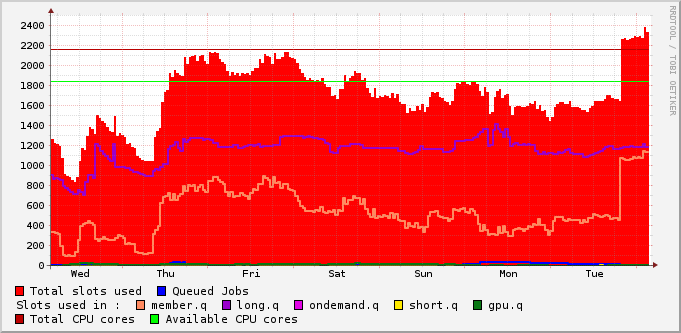 2400
2200
2000
1800
1600
1400
1200
1000
800
600
400
200
0
Wed Thu Fri Sat Sun Mon Tue
RRDTOOL / TOBI OETIKER
Total slots used Queued Jobs
Slots used in : member.q long.q ondemand.q short.q gpu.q
Total CPU cores Available CPU cores